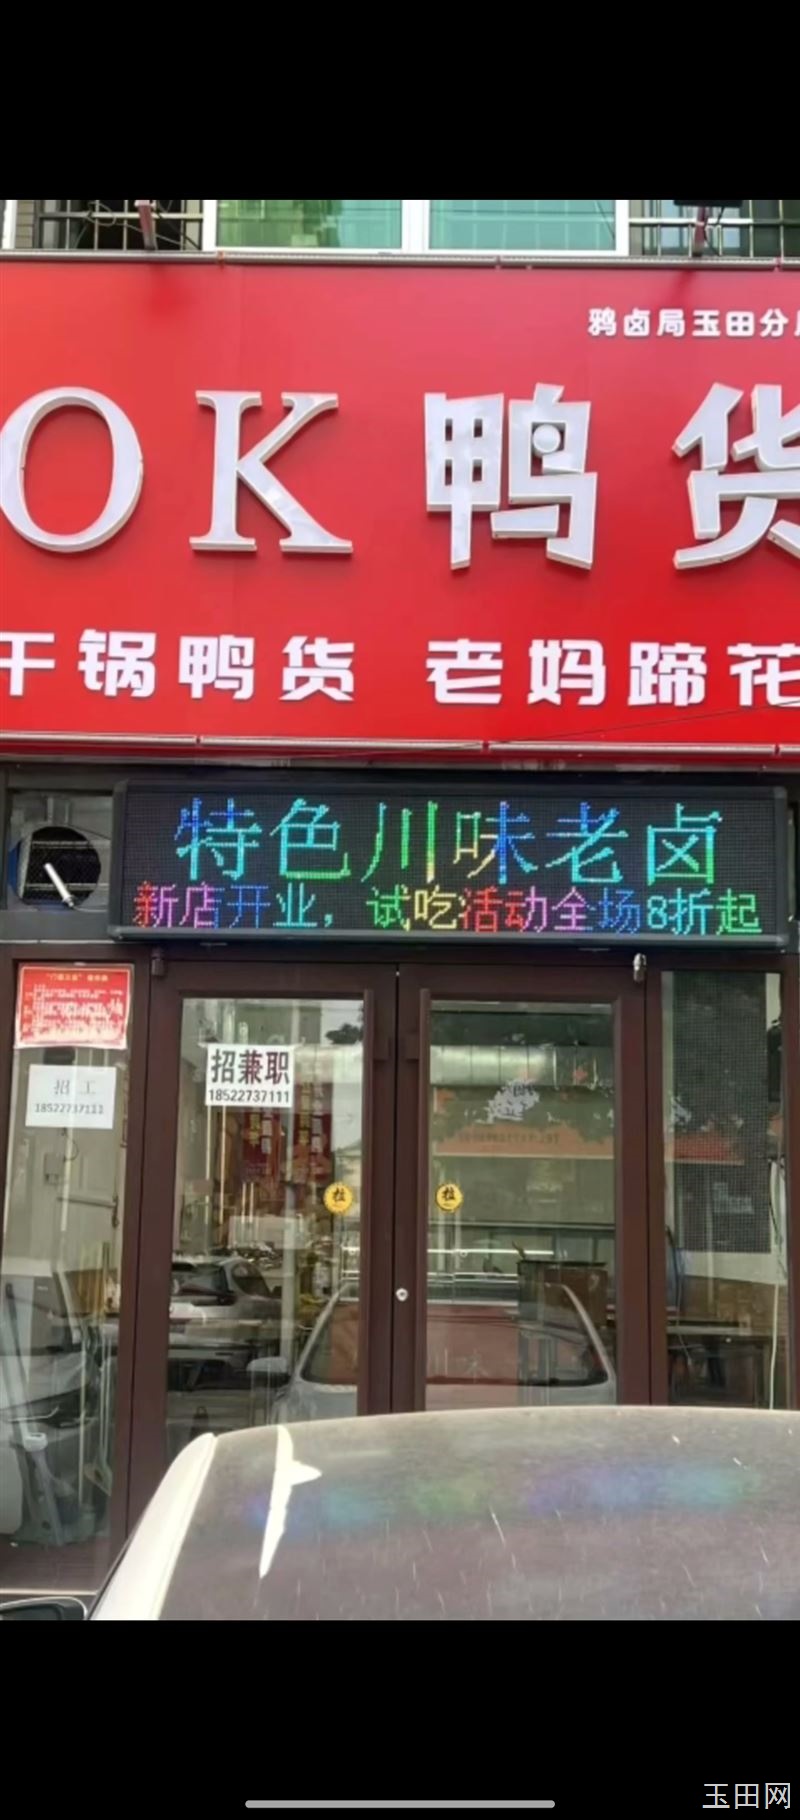 鸦卤局玉田分
OK鸭货
干锅鸭货 老妈蹄花
特色川味老卤
新店开业，试吃活动全场8折起
招兼职
18522737111
招工
18522737111
拉
拉
玉田网